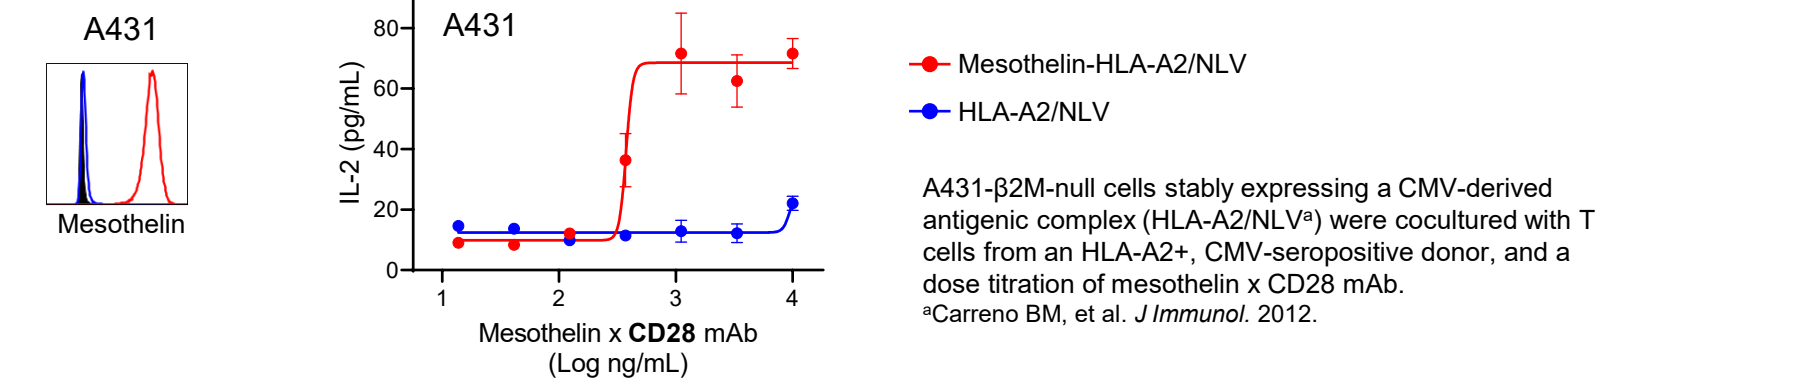 A431
Mesothelin
A431
IL-2 (pg/mL)
80
60
40
20
0
1 2 3 4
Mesothelin x CD28 mAb
(Log ng/mL)
Mesothelin-HLA-A2/NLV
HLA-A2/NLV
A431-β2M-null cells stably expressing a CMV-derived
antigenic complex (HLA-A2/NLVᵃ) were cocultured with T
cells from an HLA-A2+, CMV-seropositive donor, and a
dose titration of mesothelin x CD28 mAb.
ᵃCarreno BM, et al. J Immunol. 2012.